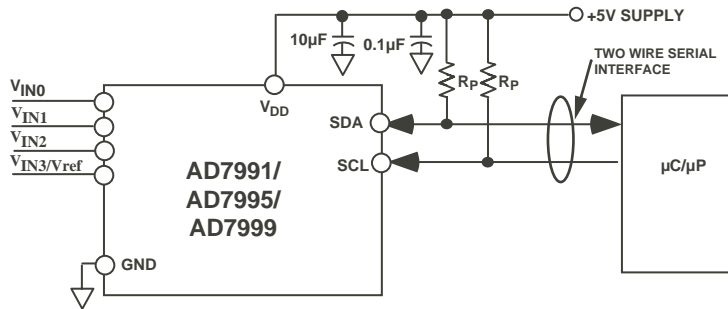 +5V SUPPLY
10µF
0.1µF
RP
RP
TWO WIRE SERIAL
INTERFACE
VIN0
VIN1
VIN2
VIN3/Vref
VDD
SDA
SCL
AD7991/
AD7995/
AD7999
GND
µC/µP